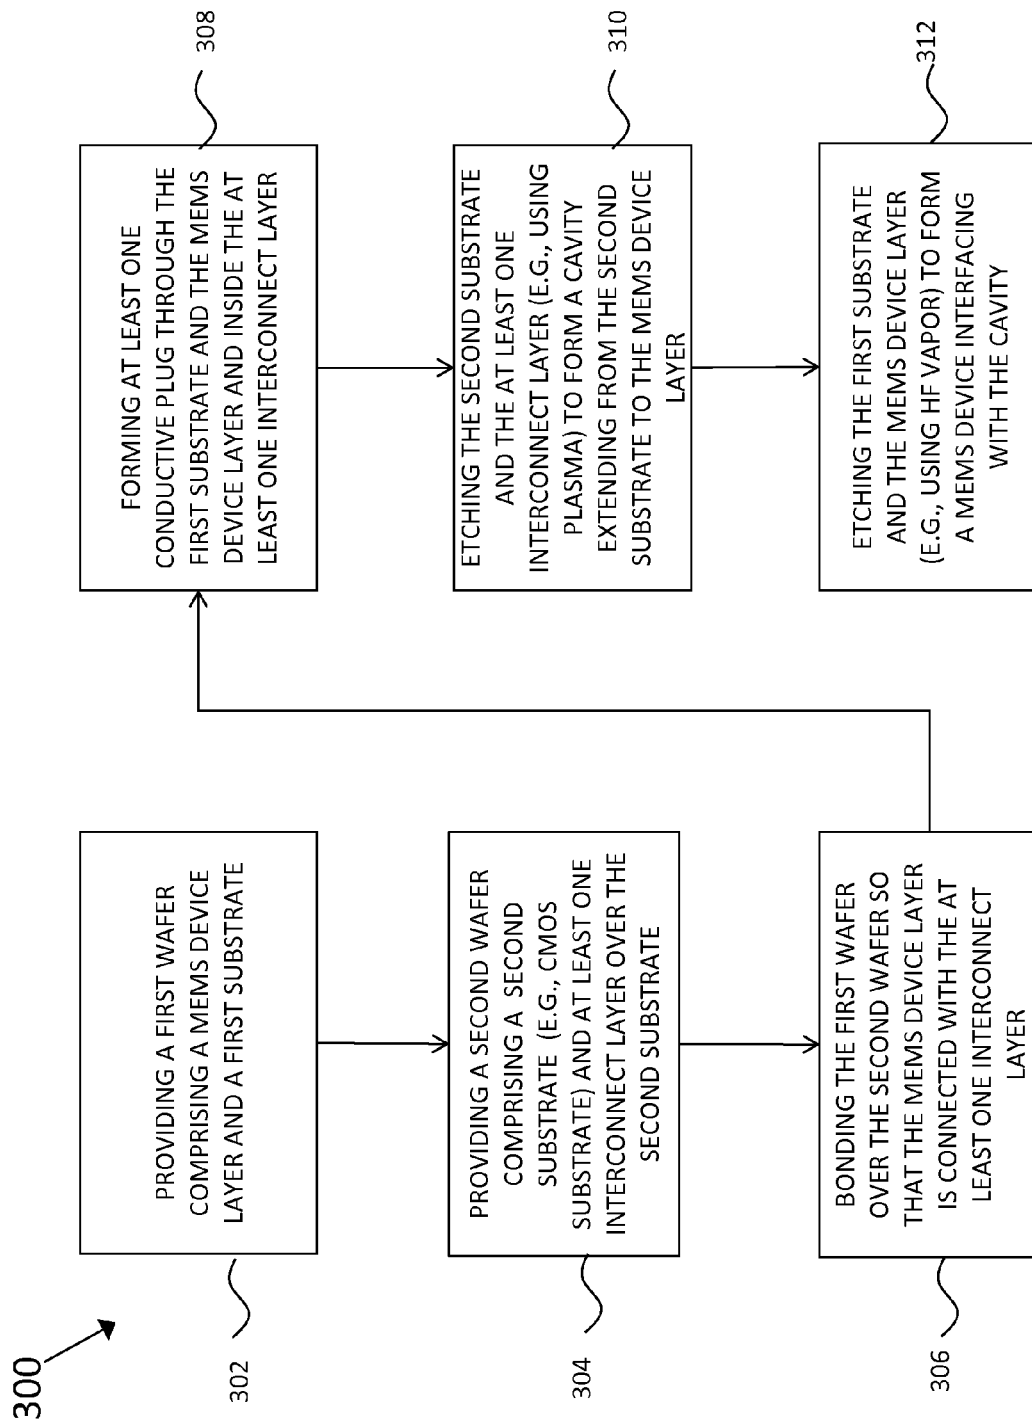 300
302
PROVIDING A FIRST WAFER
COMPRISING A MEMS DEVICE
LAYER AND A FIRST SUBSTRATE
304
PROVIDING A SECOND WAFER
COMPRISING A SECOND
SUBSTRATE (E.G., CMOS
SUBSTRATE) AND AT LEAST ONE
INTERCONNECT LAYER OVER THE
SECOND SUBSTRATE
306
BONDING THE FIRST WAFER
OVER THE SECOND WAFER SO
THAT THE MEMS DEVICE LAYER
IS CONNECTED WITH THE AT
LEAST ONE INTERCONNECT
LAYER
308
FORMING AT LEAST ONE
CONDUCTIVE PLUG THROUGH THE
FIRST SUBSTRATE AND THE MEMS
DEVICE LAYER AND INSIDE THE AT
LEAST ONE INTERCONNECT LAYER
310
ETCHING THE SECOND SUBSTRATE
AND THE AT LEAST ONE
INTERCONNECT LAYER (E.G., USING
PLASMA) TO FORM A CAVITY
EXTENDING FROM THE SECOND
SUBSTRATE TO THE MEMS DEVICE
LAYER
312
ETCHING THE FIRST SUBSTRATE
AND THE MEMS DEVICE LAYER
(E.G., USING HF VAPOR) TO FORM
A MEMS DEVICE INTERFACING
WITH THE CAVITY